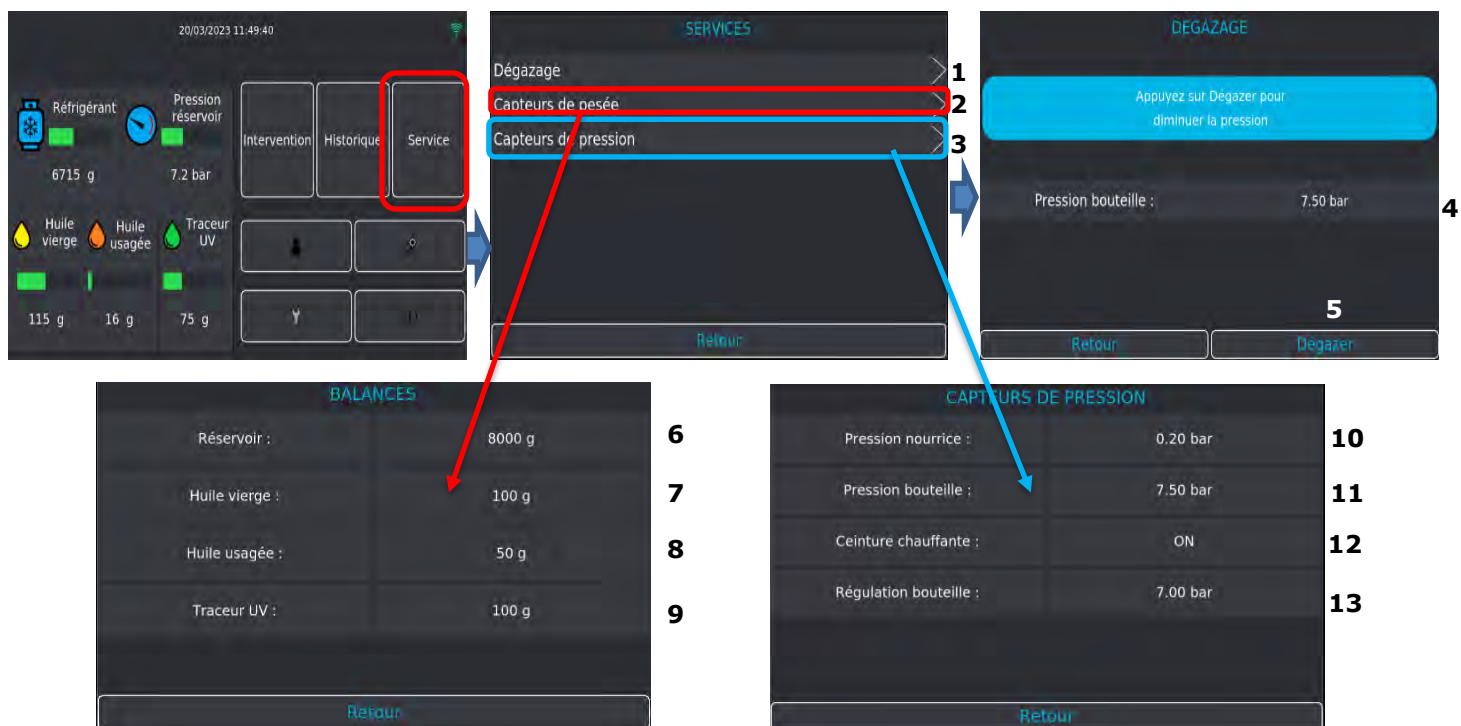 20/03/2023 11:49:40
Réfrigérant
Pression
réservoir
6715 g
7.2 bar
Huile
vierge
Huile
usagée
Traceur
UV
115 g
16 g
75 g
Intervention
Historique
Service
SERVICES
Dégazage
1
Capteurs de pesée
2
Capteurs de pression
3
Retour
DEGAZAGE
Appuyez sur Dégazer pour
diminuer la pression
Pression bouteille :
7.50 bar
4
5
Retour
Dégazer
BALANCES
Réservoir :
8000 g
6
Huile vierge :
100 g
7
Huile usagée :
50 g
8
Traceur UV :
100 g
9
Retour
CAPTEURS DE PRESSION
Pression nourrice :
0.20 bar
10
Pression bouteille :
7.50 bar
11
Ceinture chauffante :
ON
12
Régulation bouteille :
7.00 bar
13
Retour